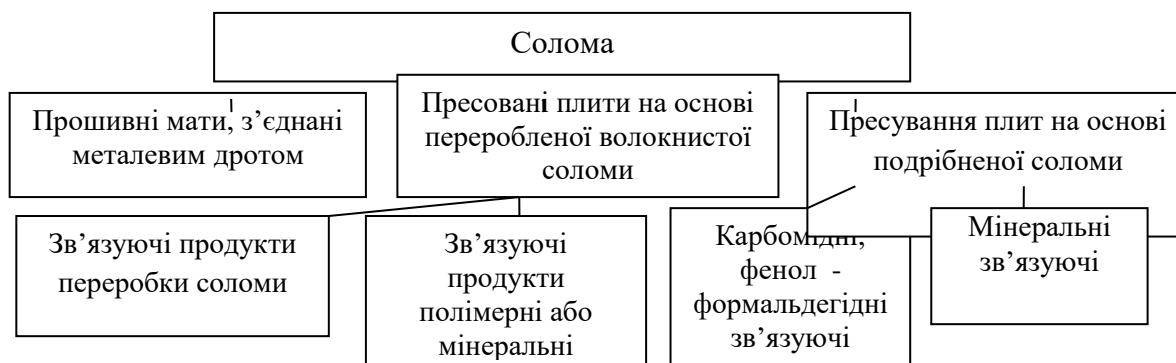 Солома
Прошивні мати, з’єднані
металевим дротом
Пресовані плити на основі
переробленої волокнистої
соломи
Пресування плит на основі
подрібненої соломи
Зв’язуючі продукти
переробки соломи
Зв’язуючі
продукти
полімерні або
мінеральні
Карбомідні,
фенол -
формальдегідні
зв’язуючі
Мінеральні
зв’язуючі